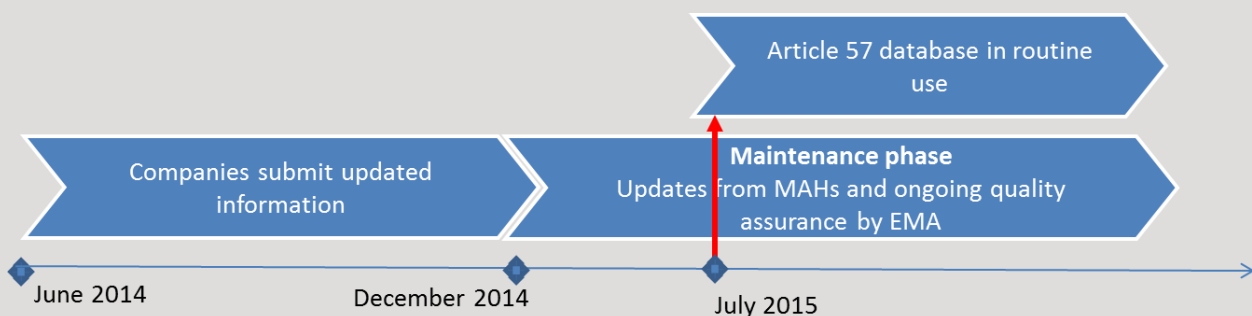 Article 57 database in routine
use
Companies submit updated
information
Maintenance phase
Updates from MAHs and ongoing quality
assurance by EMA
June 2014
December 2014
July 2015